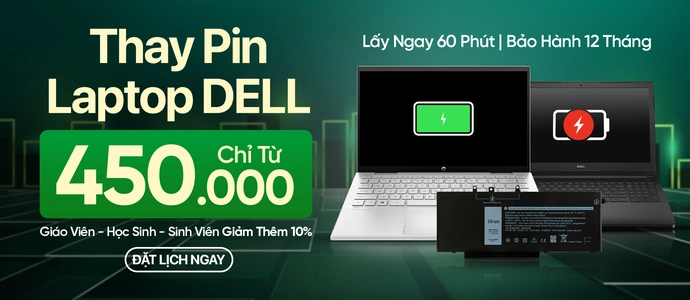 Thay Pin
Laptop DELL
Chỉ Từ
450.000
Giáo Viên - Học Sinh - Sinh Viên Giảm Thêm 10%
ĐẶT LỊCH NGAY
Lấy Ngay 60 Phút | Bảo Hành 12 Tháng
DELL